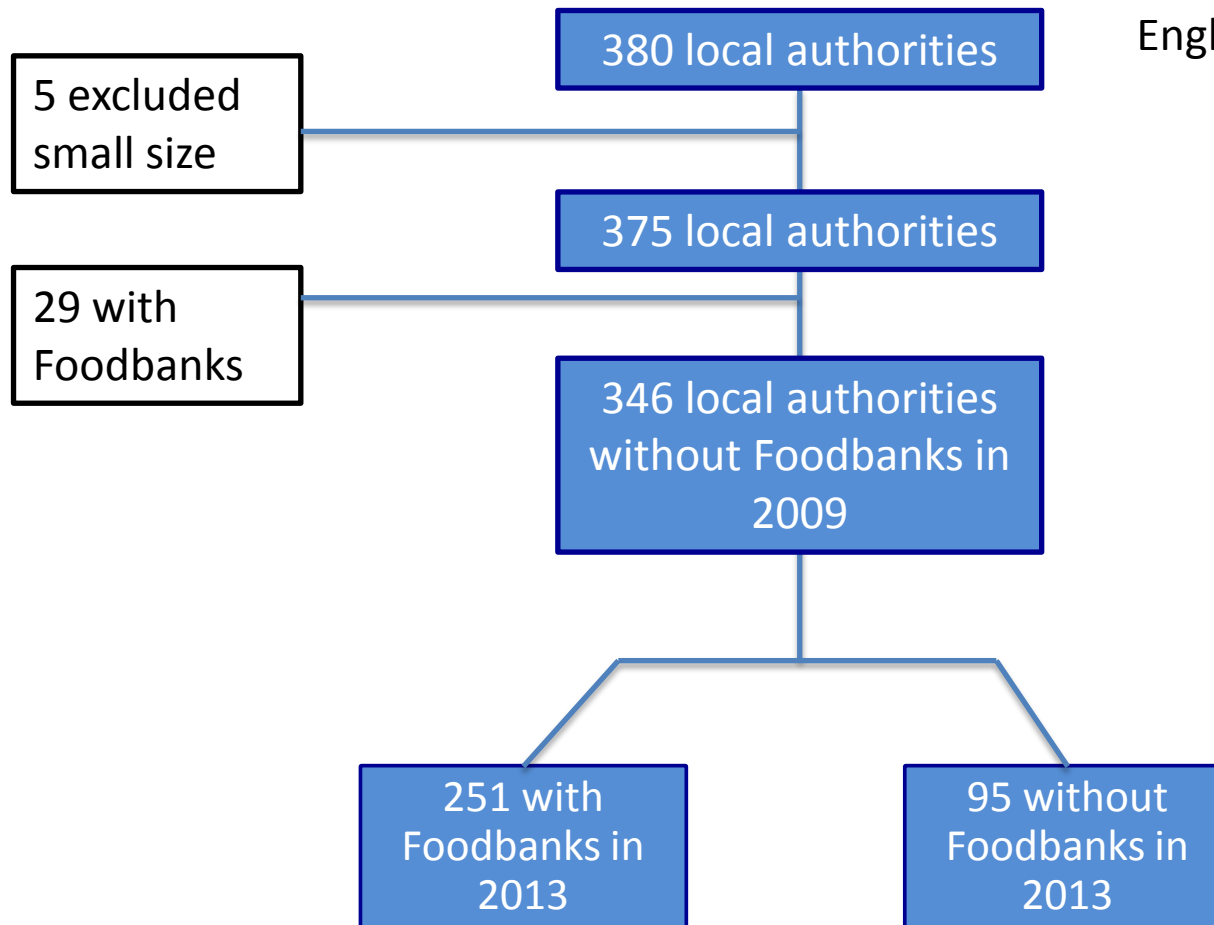 380 local authorities
Engl
5 excluded
small size
375 local authorities
29 with
Foodbanks
346 local authorities
without Foodbanks in
2009
251 with
Foodbanks in
2013
95 without
Foodbanks in
2013